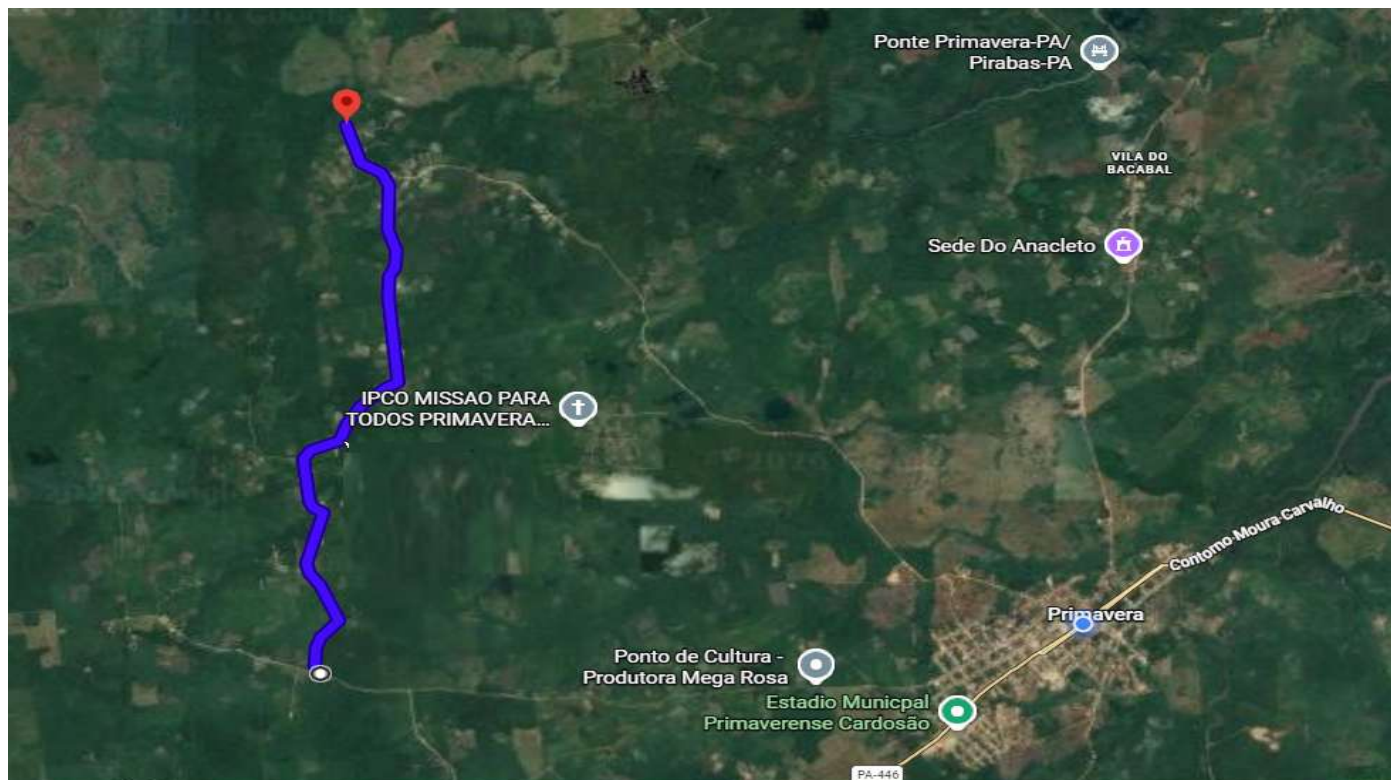 Ponte Primavera-PA/
Pirabas-PA
VILA DO
BACABAL
Sede Do Anacleto
IPCO MISSAO PARA
TODOS PRIMAVERA...
Contorno Moura Carvalho
Primavera
Ponto de Cultura -
Produtora Mega Rosa
Estadio Municpal
Primaverense Cardosão
PA-446